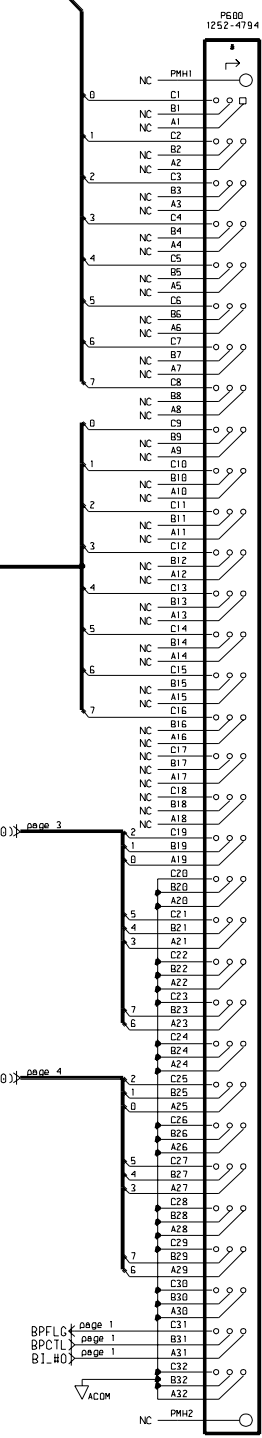 P600
1252-4794
NC PMH1
0 C1
NC B1
NC A1
1 C2
NC B2
NC A2
2 C3
NC B3
NC A3
3 C4
NC B4
NC A4
4 C5
NC B5
NC A5
5 C6
NC B6
NC A6
6 C7
NC B7
NC A7
7 C8
NC B8
NC A8
0 C9
NC B9
NC A9
1 C10
NC B10
NC A10
2 C11
NC B11
NC A11
3 C12
NC B12
NC A12
4 C13
NC B13
NC A13
5 C14
NC B14
NC A14
6 C15
NC B15
NC A15
7 C16
NC B16
NC A16
NC C17
NC B17
NC A17
NC C18
NC B18
NC A18
0) page 3 2 C19
1 B19
0 A19
C20
B20
A20
5 C21
4 B21
3 A21
C22
B22
A22
C23
7 B23
6 A23
C24
B24
A24
0) page 4 2 C25
1 B25
0 A25
C26
B26
A26
5 C27
4 B27
3 A27
C28
B28
A28
C29
7 B29
6 A29
C30
B30
A30
BPFLG page 1 C31
BPCTL page 1 B31
BI_#0 page 1 A31
C32
B32
ACOM A32
NC PMH2